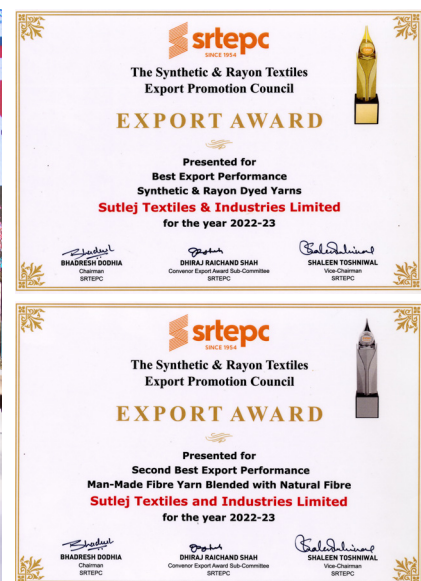 srtepc
SINCE 1954
The Synthetic & Rayon Textiles
Export Promotion Council
EXPORT AWARD
Presented for
Best Export Performance
Synthetic & Rayon Dyed Yarns
Sutlej Textiles & Industries Limited
for the year 2022-23
BHADRESH DODHIA
Chairman
SRTEPC
DHIRAJ RAICHAND SHAH
Convenor Export Award Sub-Committee
SRTEPC
SHALEEN TOSHNIWAL
Vice-Chairman
SRTEPC
srtepc
SINCE 1954
The Synthetic & Rayon Textiles
Export Promotion Council
EXPORT AWARD
Presented for
Second Best Export Performance
Man-Made Fibre Yarn Blended with Natural Fibre
Sutlej Textiles and Industries Limited
for the year 2022-23
BHADRESH DODHIA
Chairman
SRTEPC
DHIRAJ RAICHAND SHAH
Convenor Export Award Sub-Committee
SRTEPC
SHALEEN TOSHNIWAL
Vice-Chairman
SRTEPC